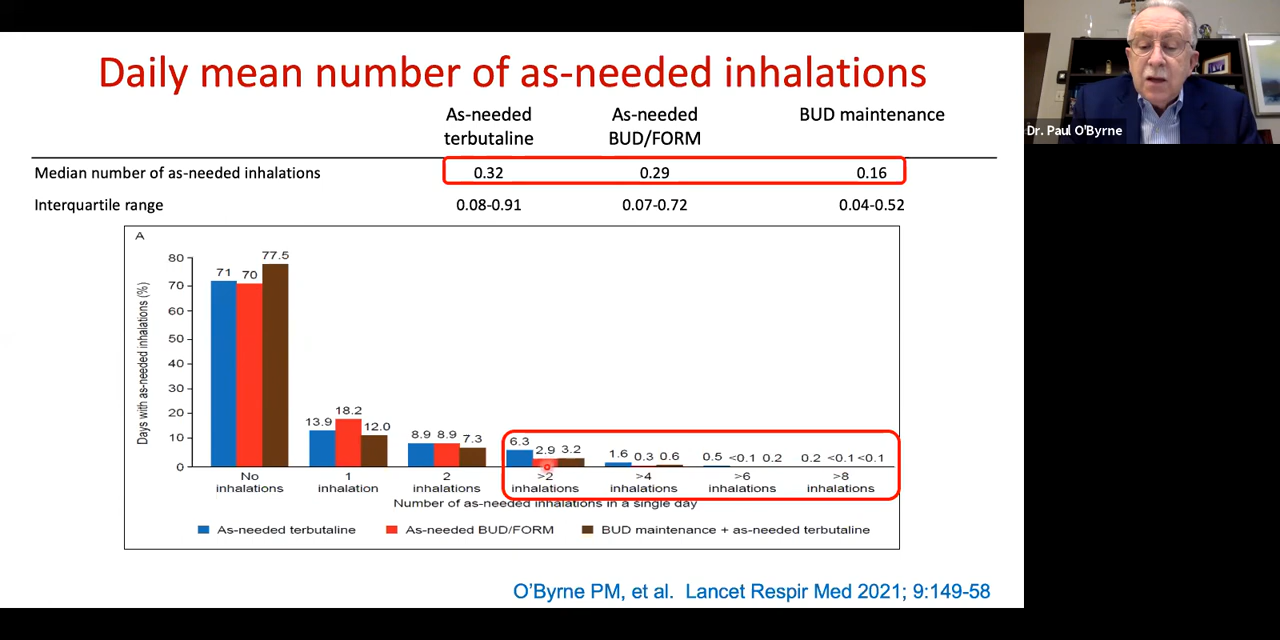 Daily mean number of as-needed inhalations
As-needed terbutaline
As-needed BUD/FORM
BUD maintenance
Median number of as-needed inhalations 0.32 0.29 0.16
Interquartile range 0.08-0.91 0.07-0.72 0.04-0.52
A
Days with as-needed inhalations (%)
80
70
60
50
40
30
20
10
0
71 70 77.5
13.9 18.2 12.0
8.9 8.9 7.3
6.3 2.9 3.2
1.6 0.3 0.6
0.5 <0.1 0.2
0.2 <0.1 <0.1
No inhalations
1 inhalation
2 inhalations
>2 inhalations
>4 inhalations
>6 inhalations
>8 inhalations
Number of as-needed inhalations in a single day
As-needed terbutaline
As-needed BUD/FORM
BUD maintenance + as-needed terbutaline
O'Byrne PM, et al. Lancet Respir Med 2021; 9:149-58
Dr. Paul O'Byrne